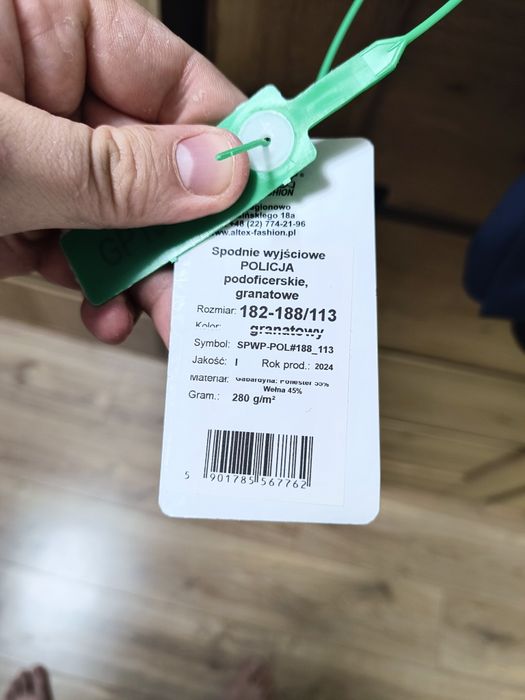 FASHION
Legionowo
18a
+48 (22) 774-21-96
www.altex-fashion.pl
Spodnie wyjściowe
POLICJA
podoficerskie,
granatowe
Rozmiar: 182-188/113
Kolor: granatowy
Symbol: SPWP-POL#188_113
Jakość: I Rok prod.: 2024
Materiał: Gabardyna: Poliester 55%
Wełna 45%
Gram.: 280 g/m²
5 901785 567762